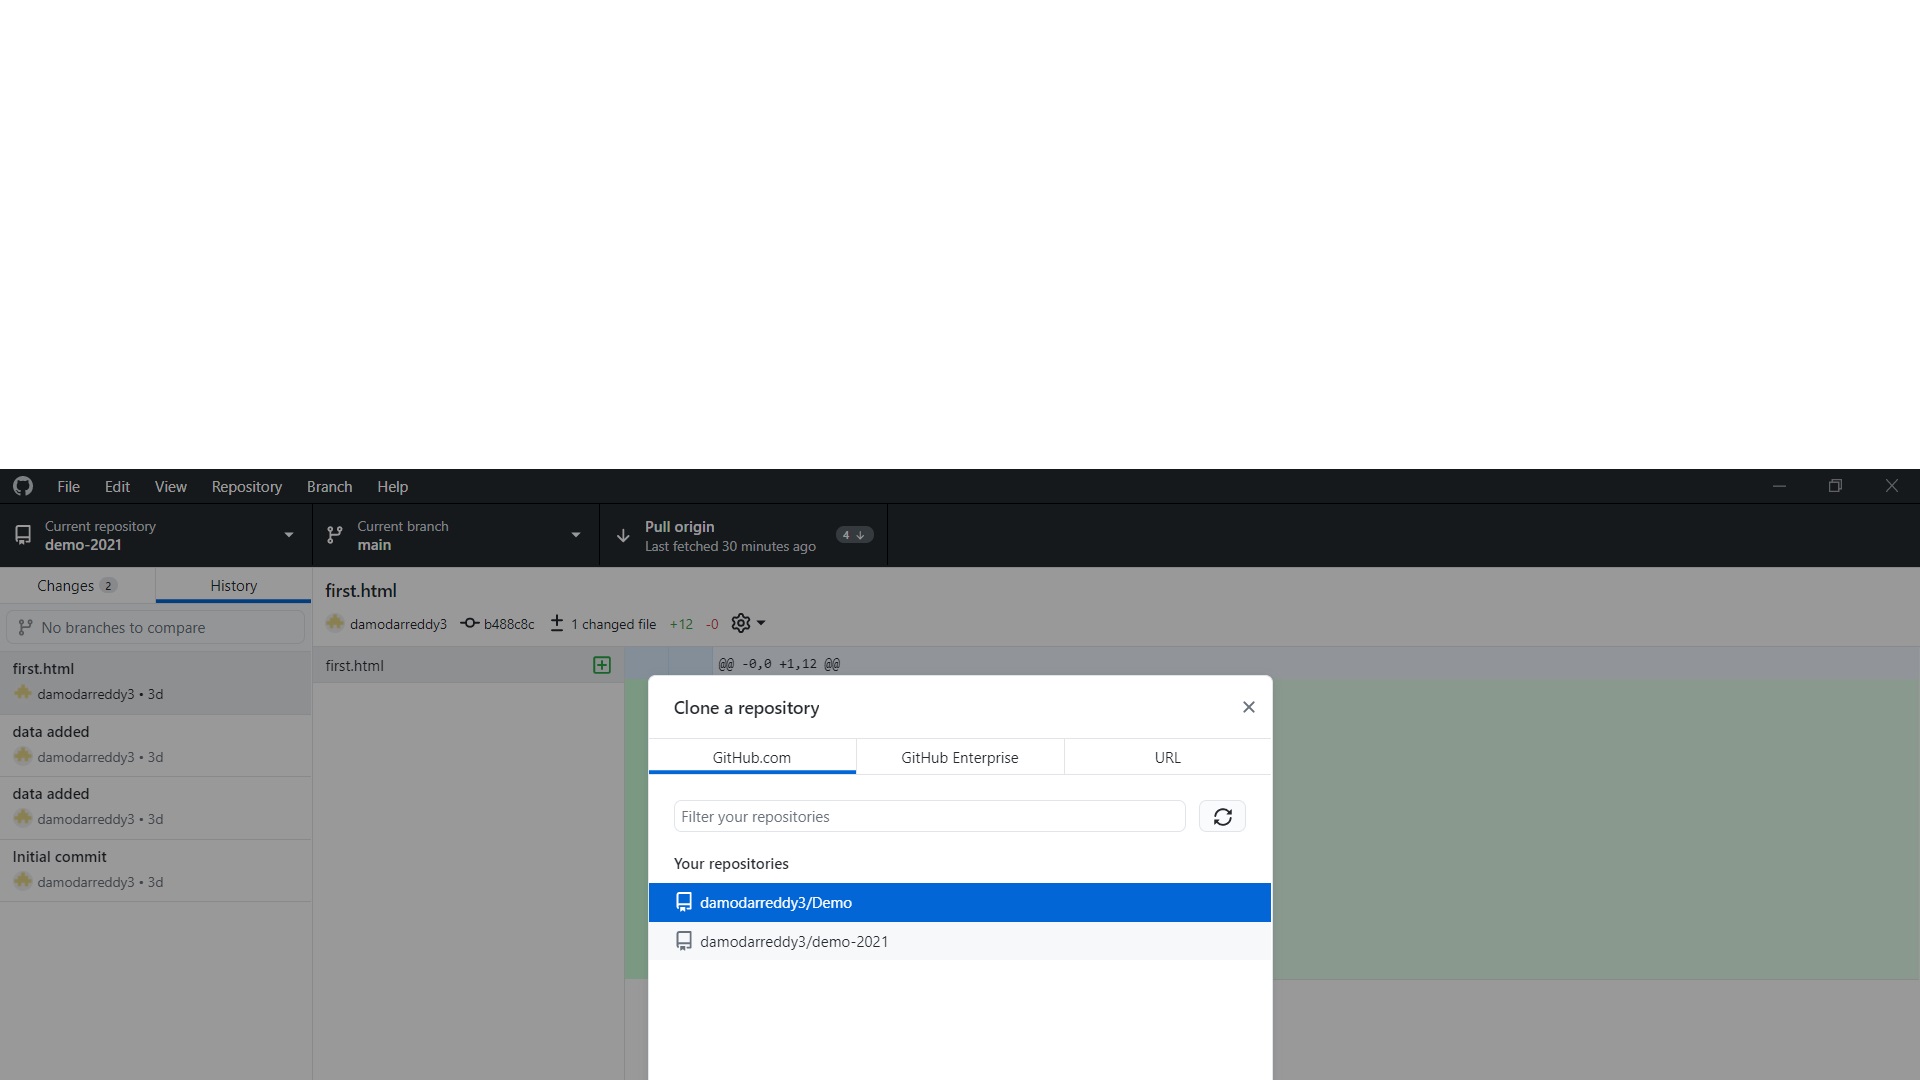 File Edit View Repository Branch Help
Current repository
demo-2021
Current branch
main
Pull origin
Last fetched 30 minutes ago
4
Changes 2
History
No branches to compare
first.html
damodarreddy3 • 3d
data added
damodarreddy3 • 3d
data added
damodarreddy3 • 3d
Initial commit
damodarreddy3 • 3d
first.html
damodarreddy3 b488c8c 1 changed file +12 -0
first.html
@@ -0,0 +1,12 @@
Clone a repository
GitHub.com GitHub Enterprise URL
Filter your repositories
Your repositories
damodarreddy3/Demo
damodarreddy3/demo-2021